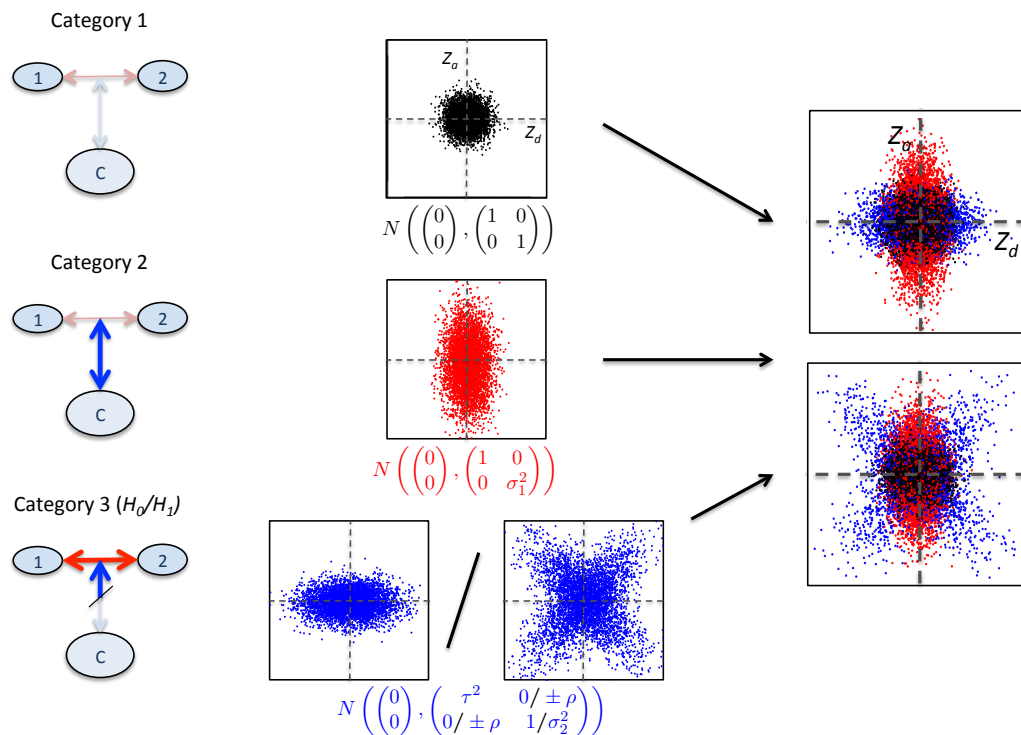 Category 1
1
2
C
Z_a
Z_d
N ( ( 0 0 ) , ( 1 0 0 1 ) )
Category 2
1
2
C
N ( ( 0 0 ) , ( 1 0 0 σ_1^2 ) )
Category 3 (H_0/H_1)
1
2
C
N ( ( 0 0 ) , ( τ^2 0/ ± ρ 0/ ± ρ 1/σ_2^2 ) )
Z_a
Z_d